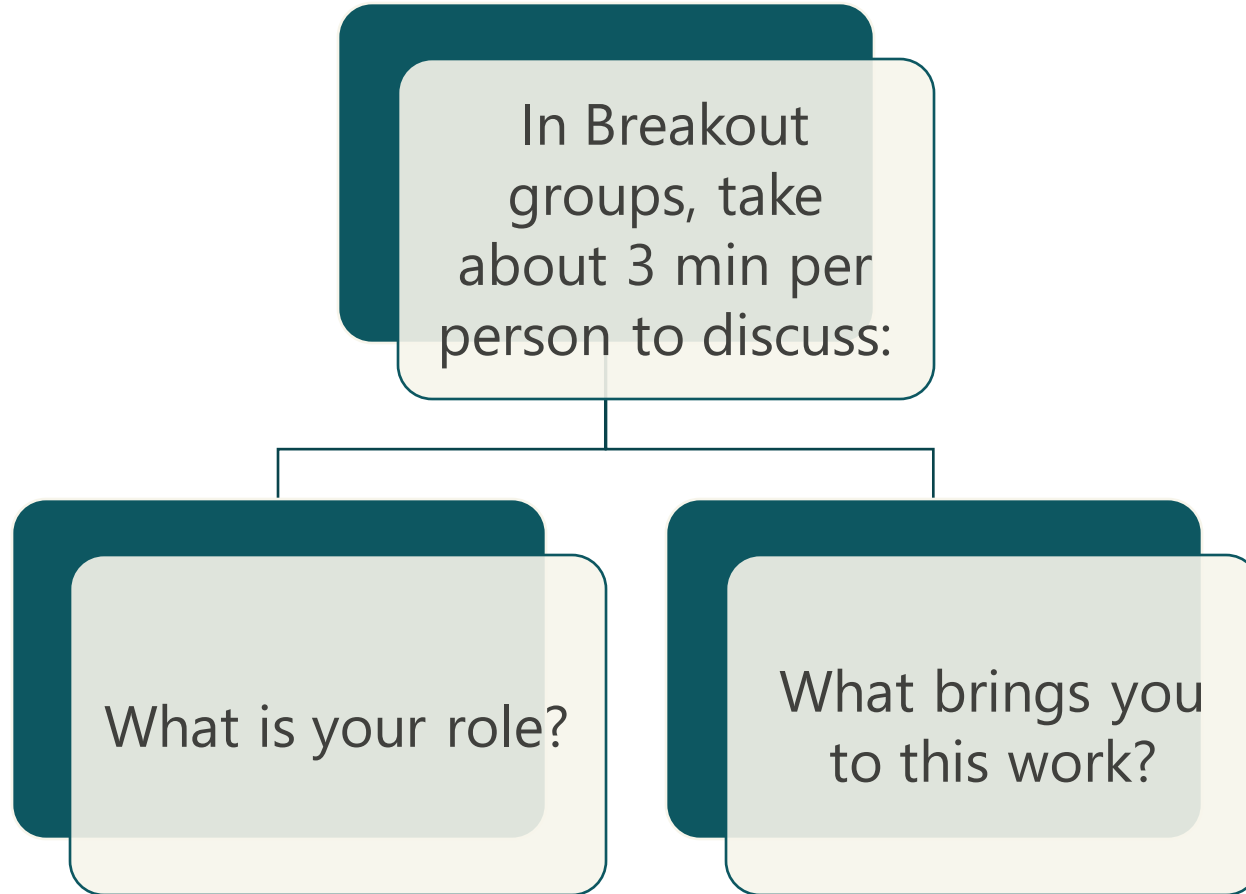 In Breakout
groups, take
about 3 min per
person to discuss:
What is your role?
What brings you
to this work?